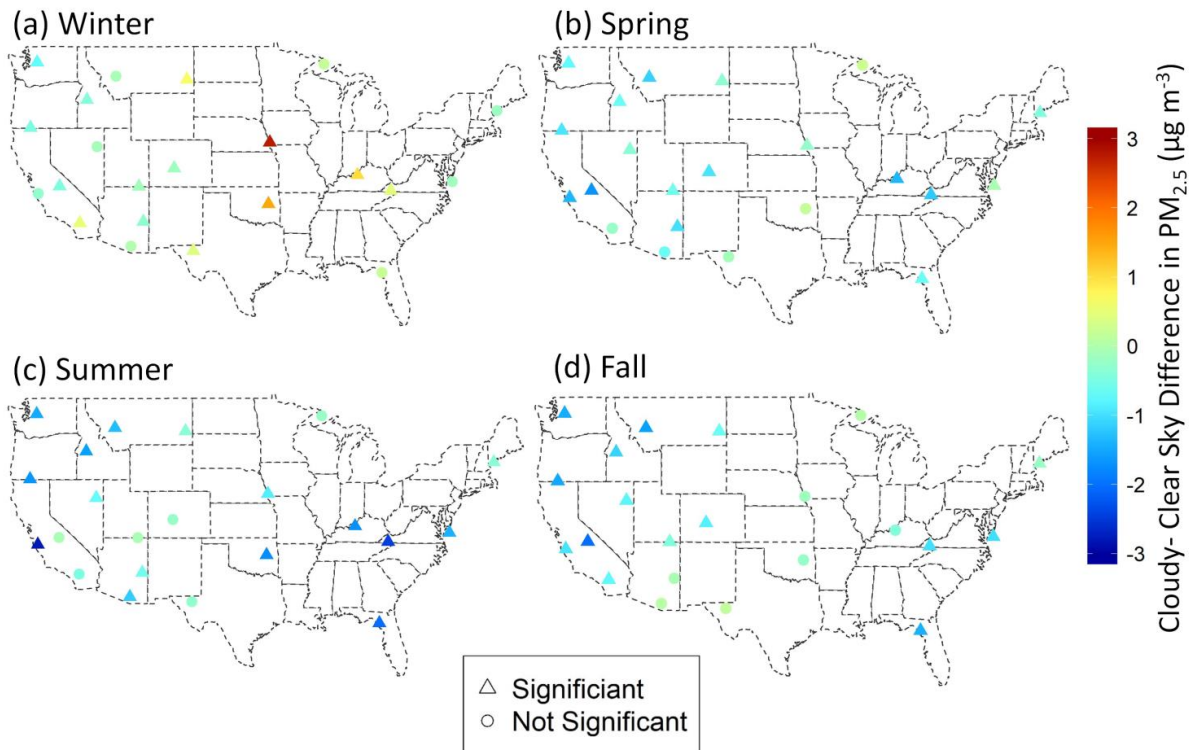 (a) Winter
(b) Spring
(c) Summer
(d) Fall
3
2
1
0
-1
-2
-3
Cloudy- Clear Sky Difference in PM2.5 (µg m⁻³)
Significiant
Not Significant